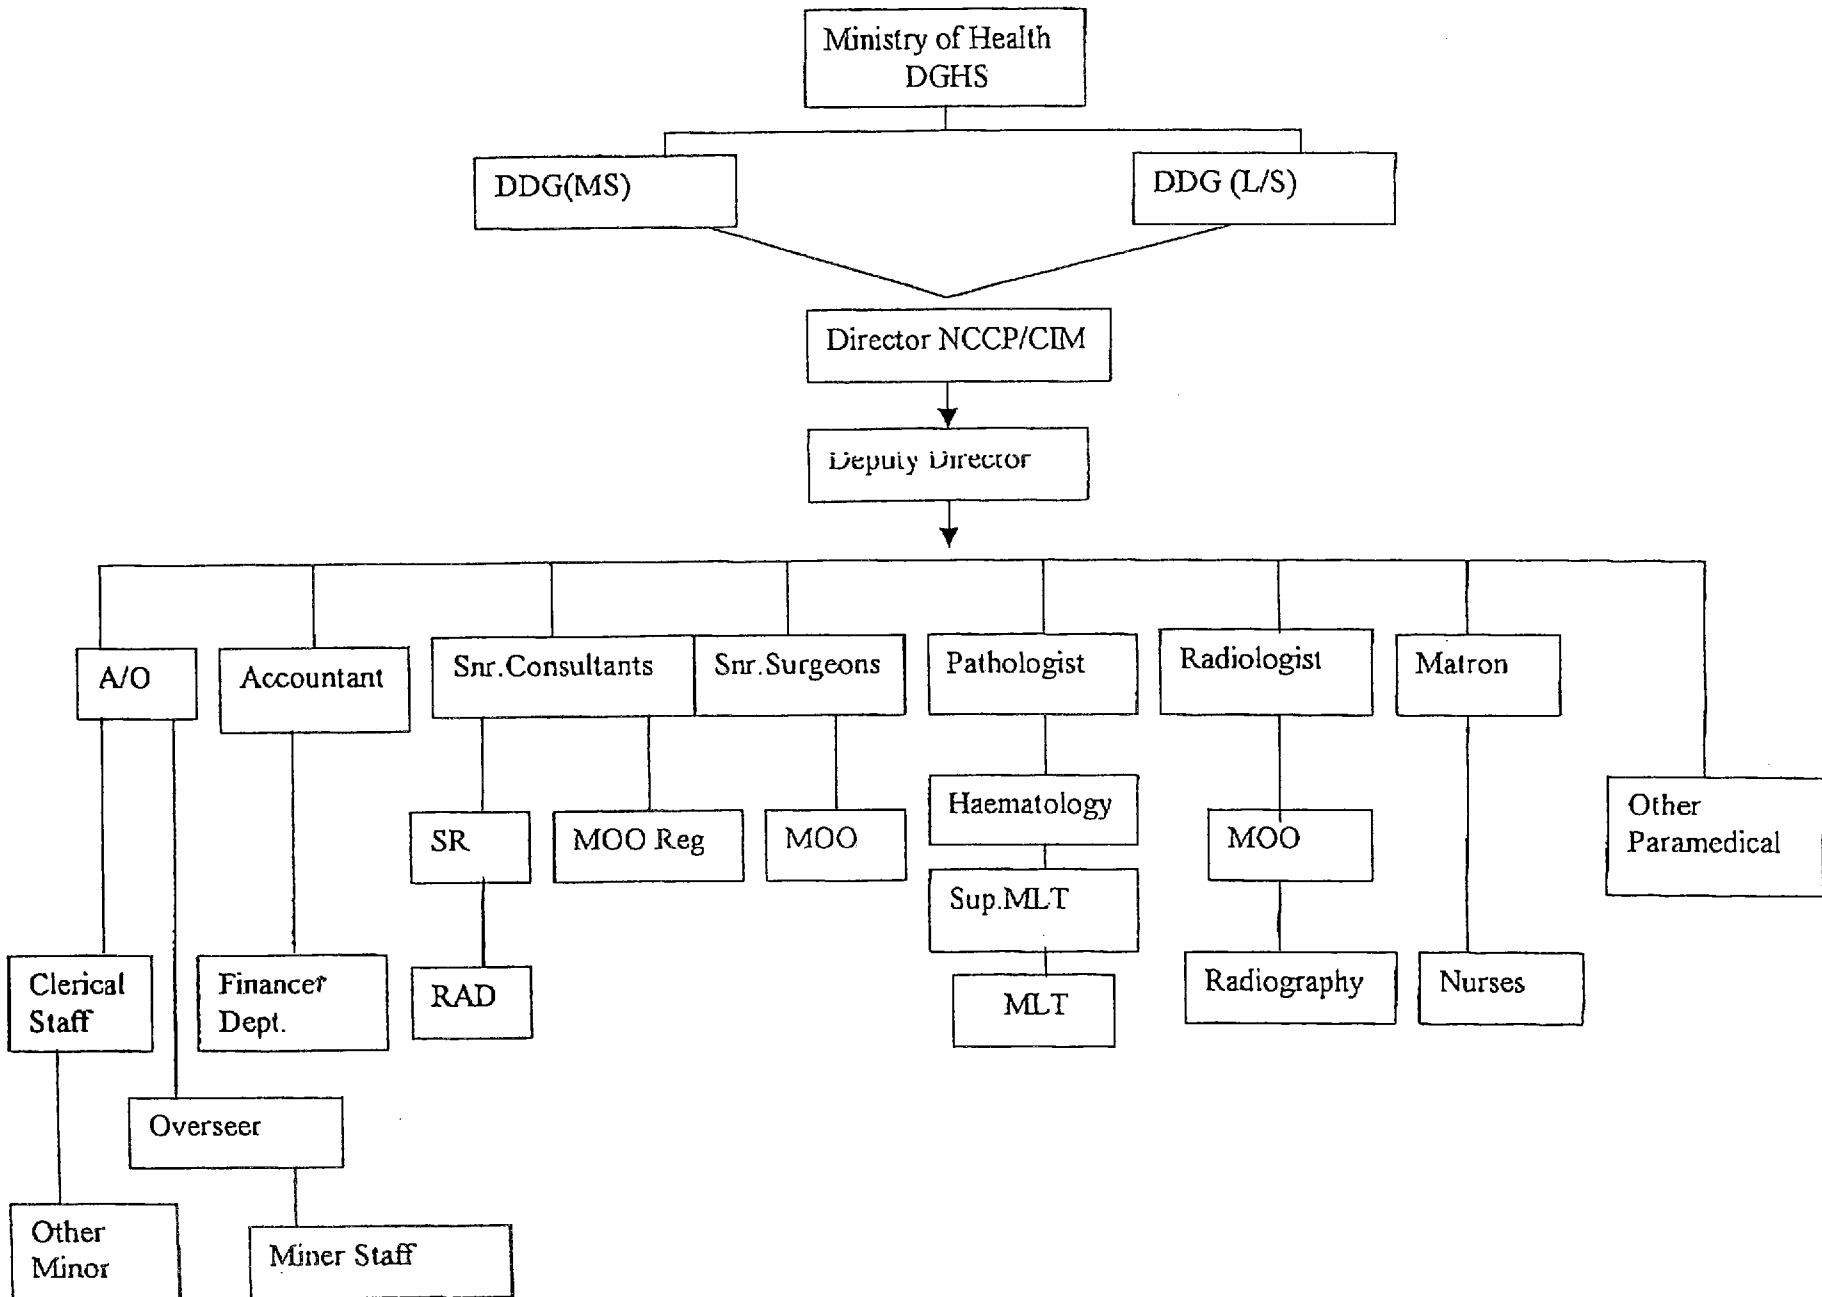 Ministry of Health
DGHS
DDG(MS)
DDG (L/S)
Director NCCP/CIM
Deputy Director
A/O
Accountant
Snr.Consultants
Snr.Surgeons
Pathologist
Radiologist
Matron
Other
Paramedical
Haematology
SR
MOO Reg
MOO
MOO
Sup.MLT
Clerical
Staff
Financer
Dept.
RAD
MLT
Radiography
Nurses
Overseer
Other
Minor
Miner Staff